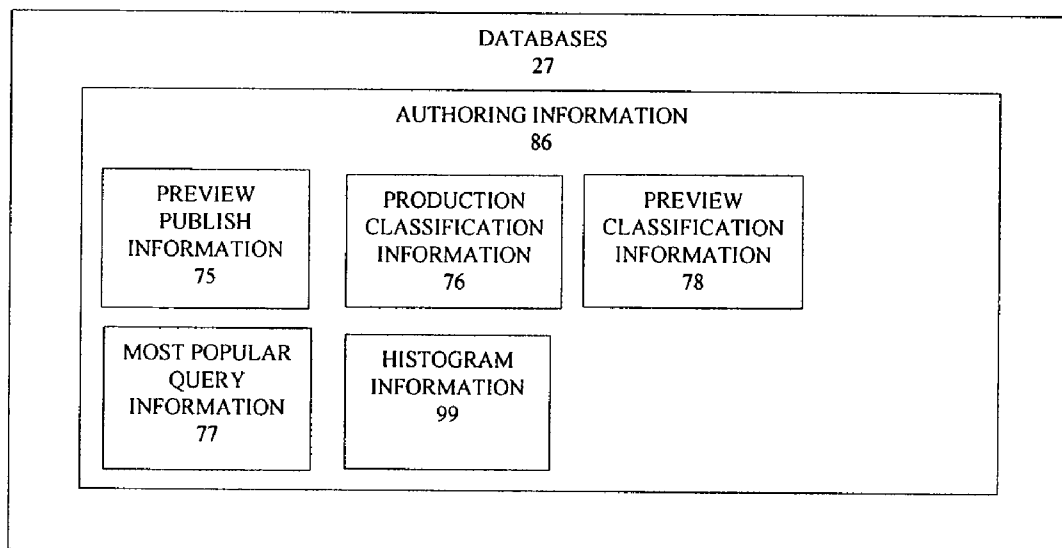 DATABASES
27
AUTHORING INFORMATION
86
PREVIEW
PUBLISH
INFORMATION
75
PRODUCTION
CLASSIFICATION
INFORMATION
76
PREVIEW
CLASSIFICATION
INFORMATION
78
MOST POPULAR
QUERY
INFORMATION
77
HISTOGRAM
INFORMATION
99